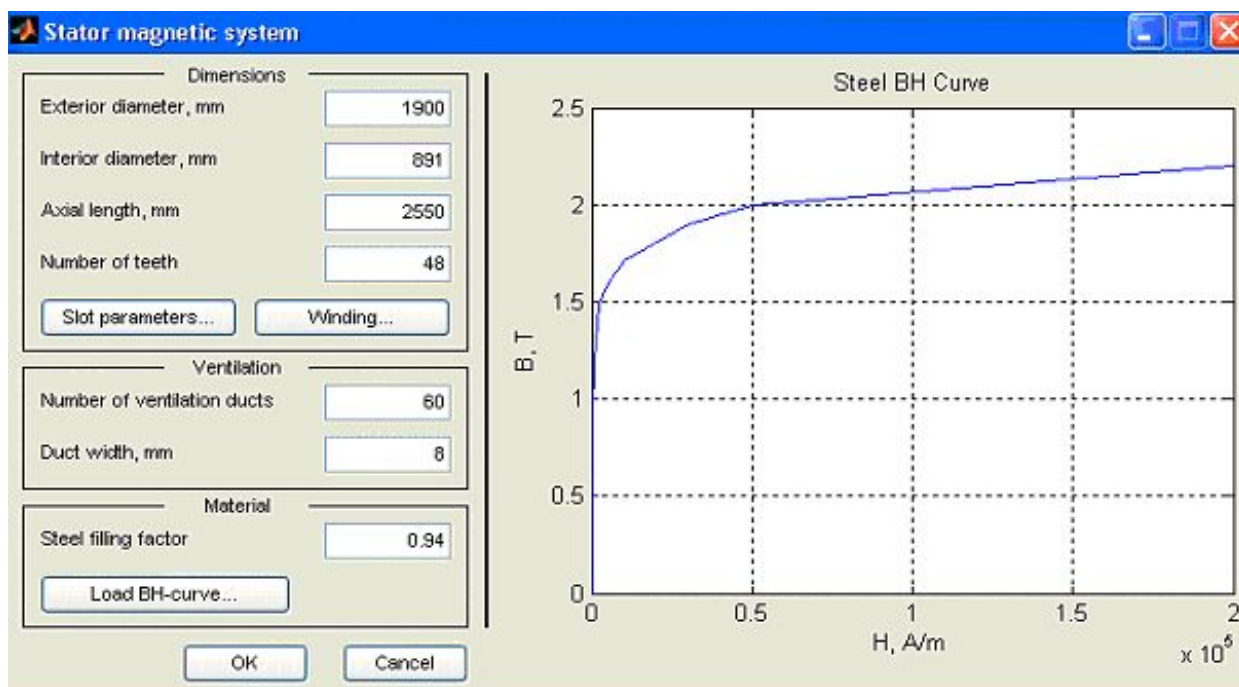 Stator magnetic system
Dimensions
Exterior diameter, mm 1900
Interior diameter, mm 891
Axial length, mm 2550
Number of teeth 48
Slot parameters... Winding...
Ventilation
Number of ventilation ducts 60
Duct width, mm 8
Material
Steel filling factor 0.94
Load BH-curve...
OK Cancel
Steel BH Curve
2.5
2
1.5
1
0.5
0
B, T
0 0.5 1 1.5 2
H, A/m
x 10^5